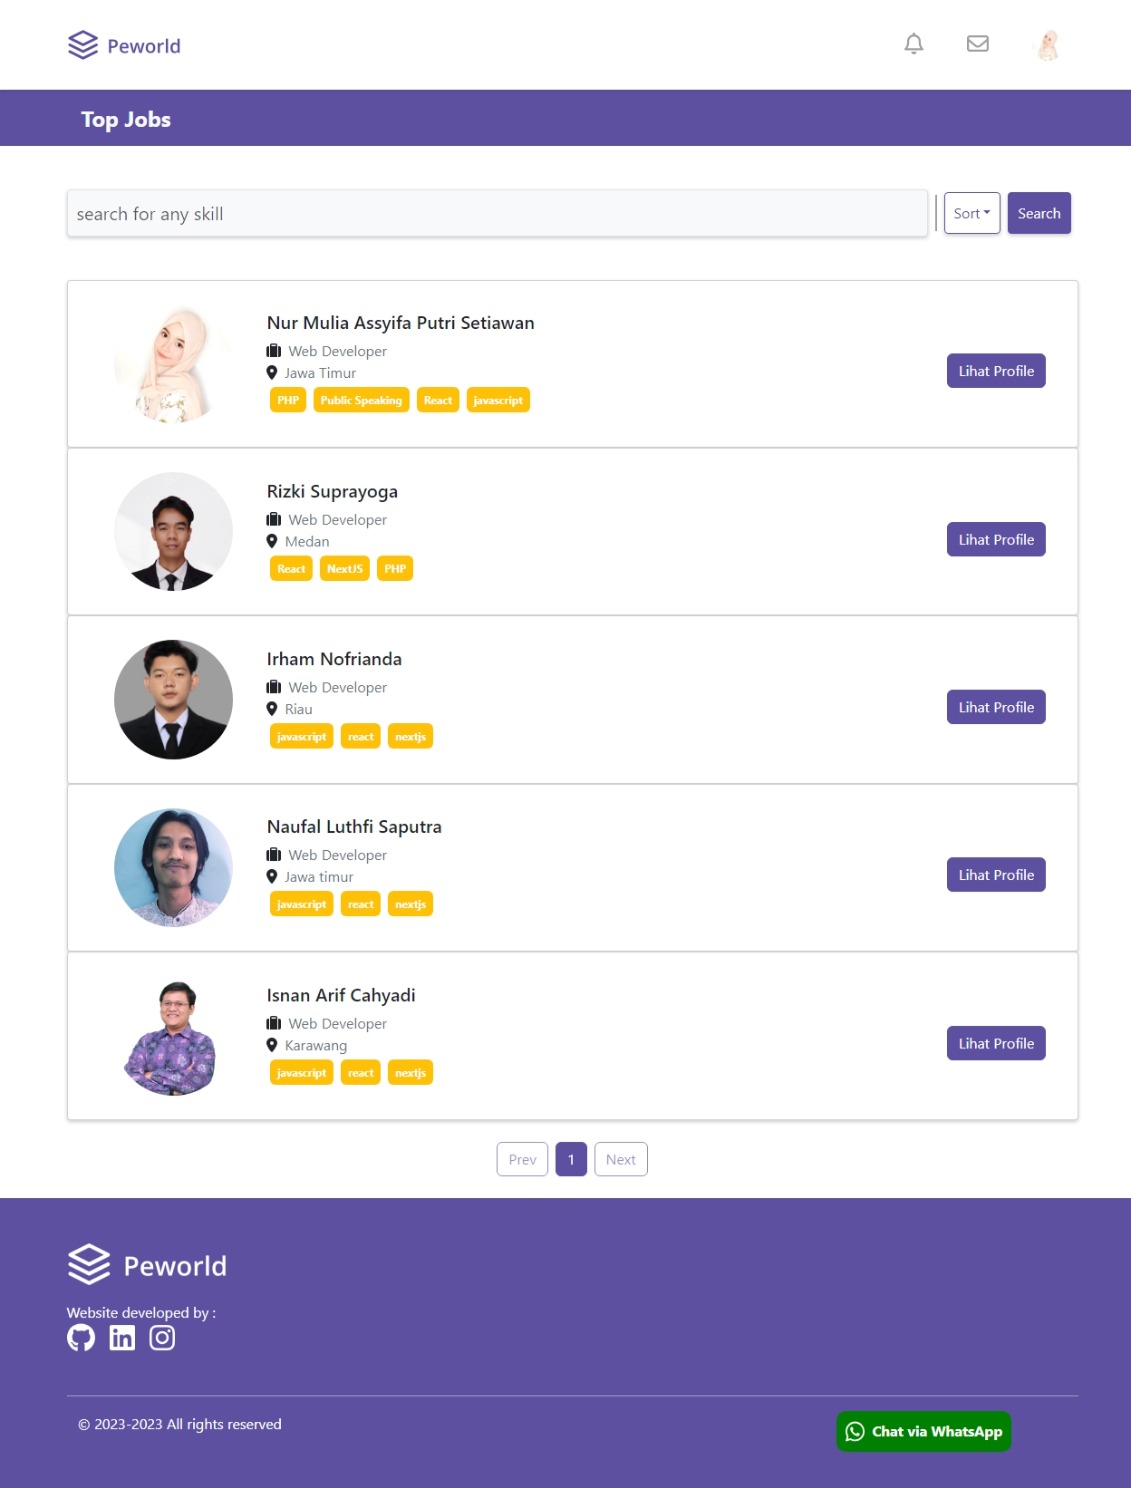 Peworld
Top Jobs
search for any skill
Sort
Search
Nur Mulia Assyifa Putri Setiawan
Web Developer
Jawa Timur
PHP Public Speaking React javascript
Lihat Profile
Rizki Suprayoga
Web Developer
Medan
React NextJS PHP
Lihat Profile
Irham Nofrianda
Web Developer
Riau
javascript react nextjs
Lihat Profile
Naufal Luthfi Saputra
Web Developer
Jawa timur
javascript react nextjs
Lihat Profile
Isnan Arif Cahyadi
Web Developer
Karawang
javascript react nextjs
Lihat Profile
Prev 1 Next
Peworld
Website developed by :
© 2023-2023 All rights reserved
Chat via WhatsApp